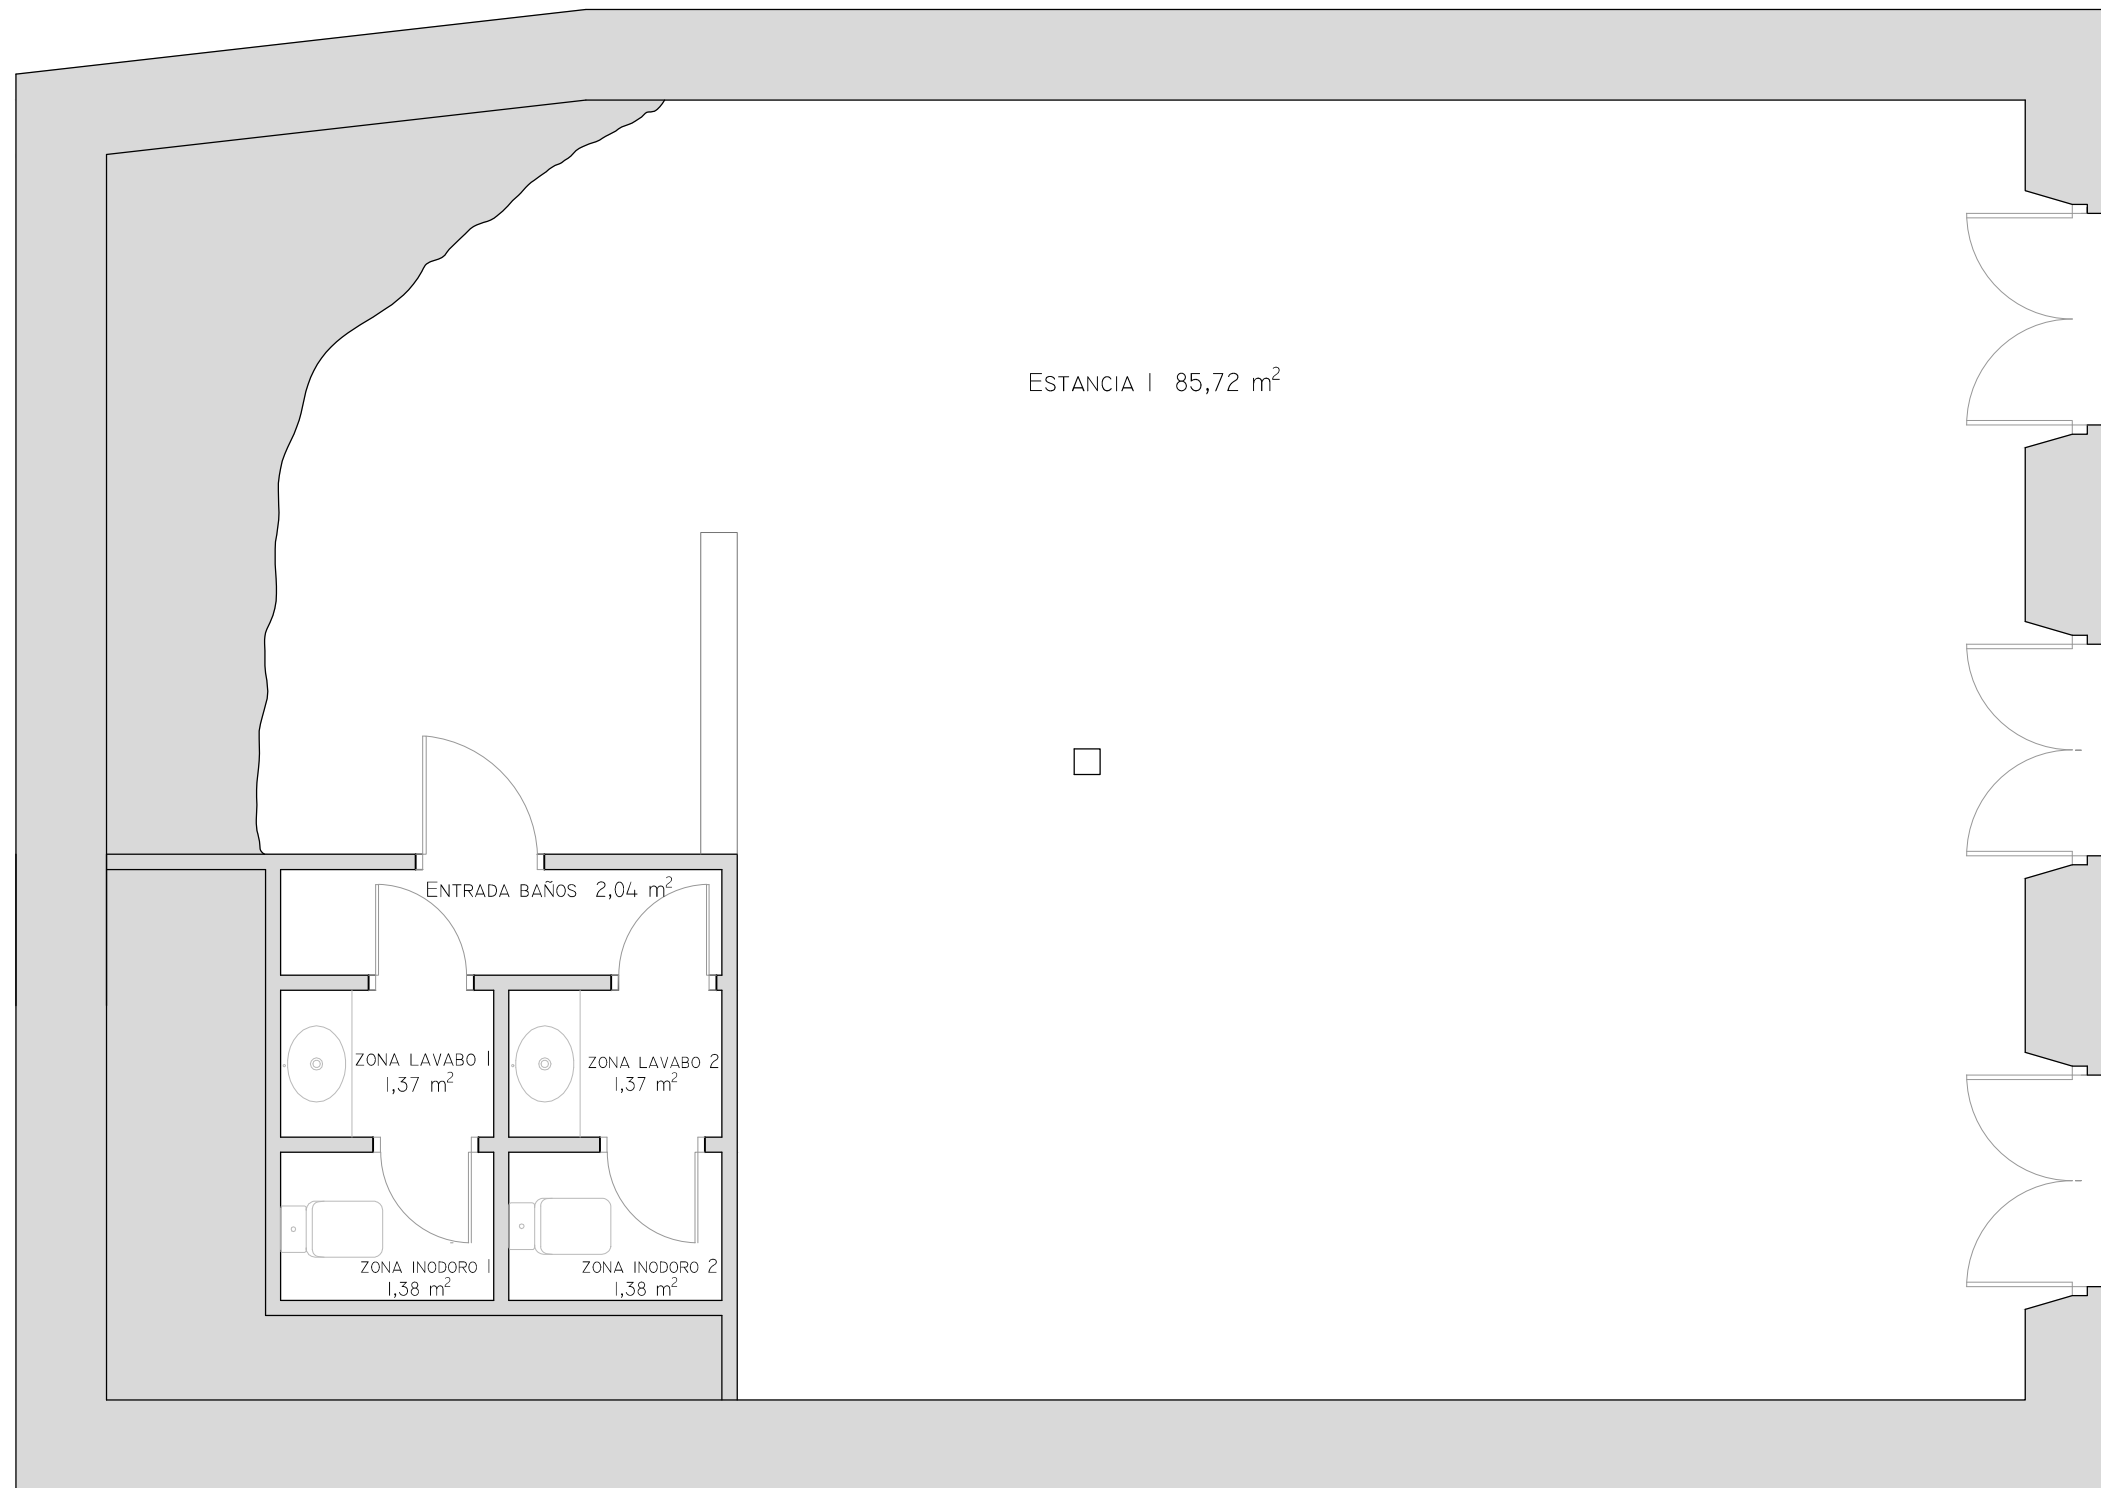 ESTANCIA 1 85,72 m²
ENTRADA BAÑOS 2,04 m²
ZONA LAVABO 1
1,37 m²
ZONA LAVABO 2
1,37 m²
ZONA INODORO 1
1,38 m²
ZONA INODORO 2
1,38 m²